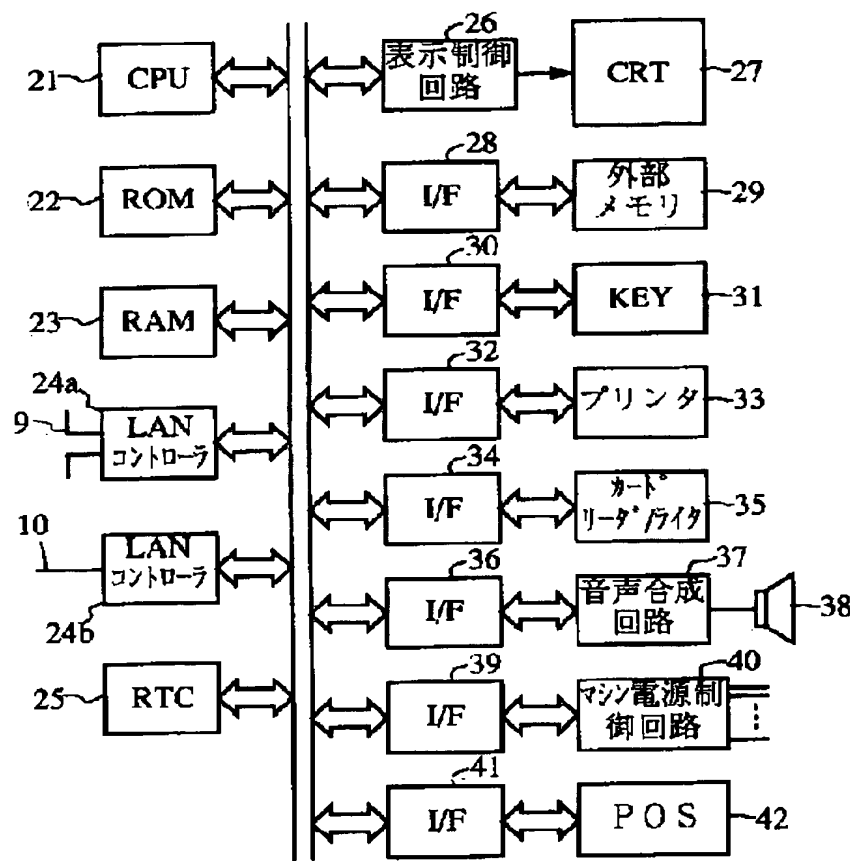 26
21
CPU
表示制御
回路
CRT
27
22
ROM
28
I/F
外部
メモリ
29
23
RAM
30
I/F
KEY
31
24a
9
LAN
コントローラ
32
I/F
プリンタ
33
34
I/F
カード
リーダ/ライタ
35
10
LAN
コントローラ
24b
36
I/F
37
音声合成
回路
38
25
RTC
39
I/F
40
マシン電源制
御回路
41
I/F
POS
42